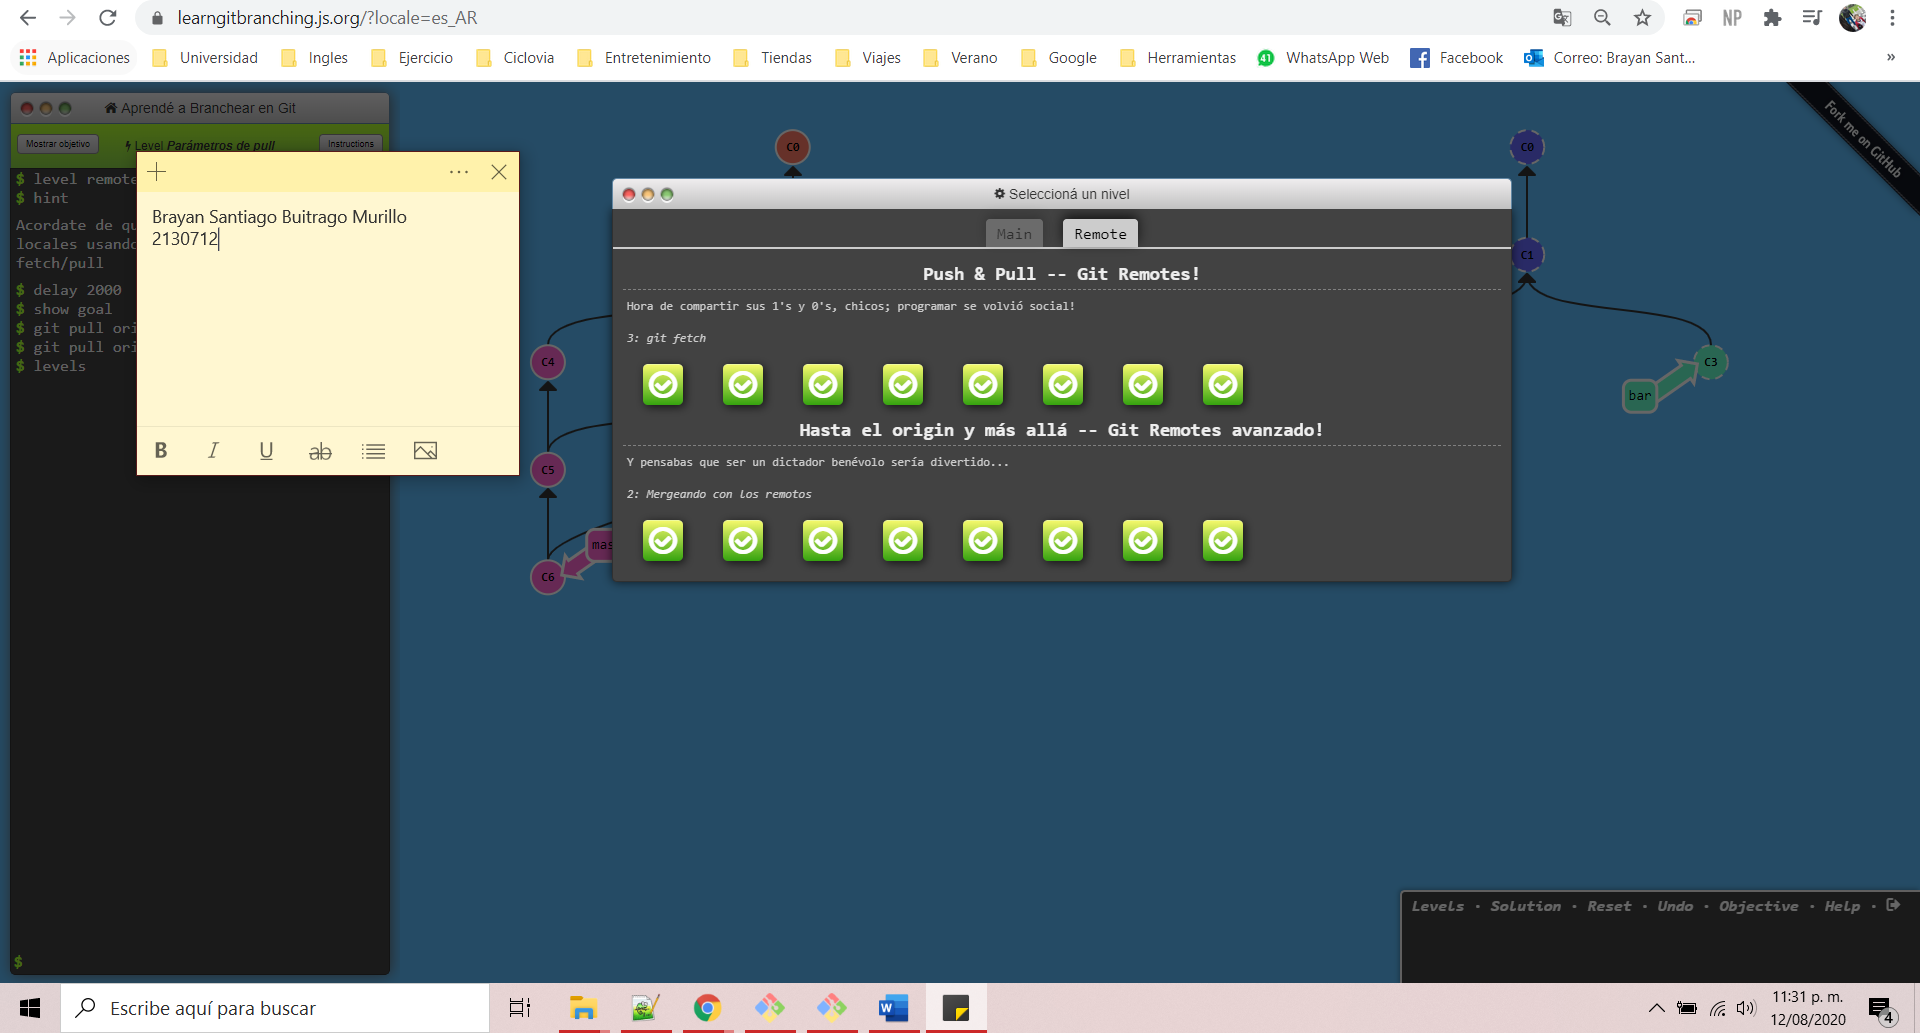 learngitbranching.js.org/?locale=es_AR
NP
Aplicaciones
Universidad
Ingles
Ejercicio
Ciclovia
Entretenimiento
Tiendas
Viajes
Verano
Google
Herramientas
41
WhatsApp Web
Facebook
Correo: Brayan Sant...
»
Aprendé a Branchear en Git
Mostrar objetivo
Level Parámetros de pull
Instructions
$ level remote
$ hint
Acordate de qu
locales usando
fetch/pull
$ delay 2000
$ show goal
$ git pull ori
$ git pull ori
$ levels
$
Brayan Santiago Buitrago Murillo
2130712
B I U ab
C0
C4
C5
C6
mas
Seleccioná un nivel
Main
Remote
Push & Pull -- Git Remotes!
Hora de compartir sus 1's y 0's, chicos; programar se volvió social!
3: git fetch
Hasta el origin y más allá -- Git Remotes avanzado!
Y pensabas que ser un dictador benévolo sería divertido...
2: Mergeando con los remotos
C0
C1
C3
bar
Fork me on GitHub
Levels · Solution · Reset · Undo · Objective · Help ·
Escribe aquí para buscar
W
11:31 p. m.
12/08/2020
4